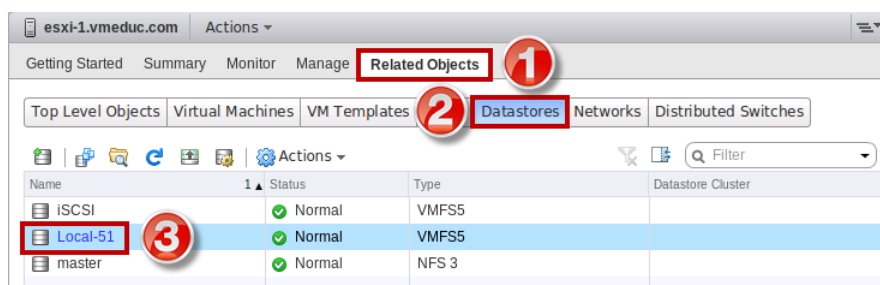 esxi-1.vmeduc.com Actions
Getting Started Summary Monitor Manage Related Objects 1
Top Level Objects Virtual Machines VM Templates 2 Datastores Networks Distributed Switches
Actions Filter
Name 1 Status Type Datastore Cluster
iSCSI Normal VMFS5
Local-51 3 Normal VMFS5
master Normal NFS 3